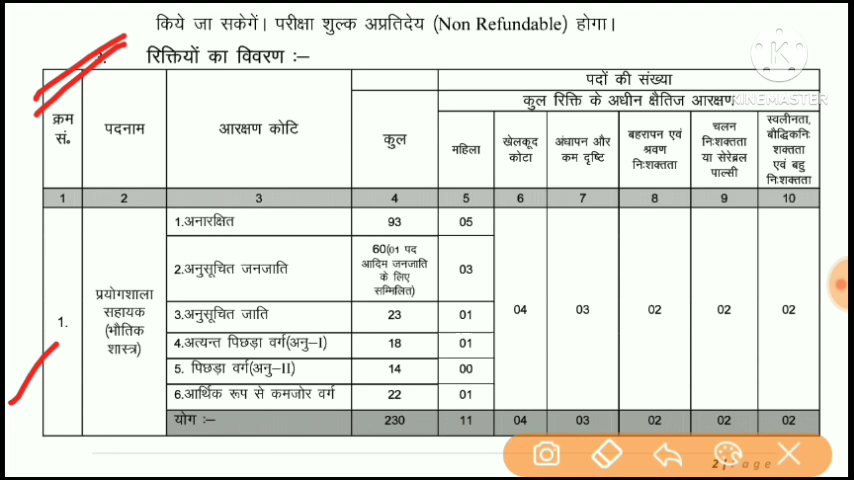 किये जा सकेगें। परीक्षा शुल्क अप्रतिदेय (Non Refundable) होगा।
रिक्तियों का विवरण :–
पदों की संख्या
कुल रिक्ति के अधीन क्षैतिज आरक्षण
KINEMASTER
क्रम सं. पदनाम आरक्षण कोटि कुल महिला खेलकूद कोटा अंधापन और कम दृष्टि बहरापन एवं श्रवण निःशक्तता चलन निःशक्तता या सेरेब्रल पाल्सी स्वलीनता, बौद्धिकनिःशक्तता एवं बहु निःशक्तता
1 2 3 4 5 6 7 8 9 10
1.अनारक्षित 93 05
2.अनुसूचित जनजाति 60(01 पद आदिम जनजाति के लिए सम्मिलित) 03
1. प्रयोगशाला सहायक (भौतिक शास्त्र) 04 03 02 02 02
3.अनुसूचित जाति 23 01
4.अत्यन्त पिछड़ा वर्ग(अनु-I) 18 01
5. पिछड़ा वर्ग(अनु-II) 14 00
6.आर्थिक रूप से कमजोर वर्ग 22 01
योग :– 230 11 04 03 02 02 02
2 | Page